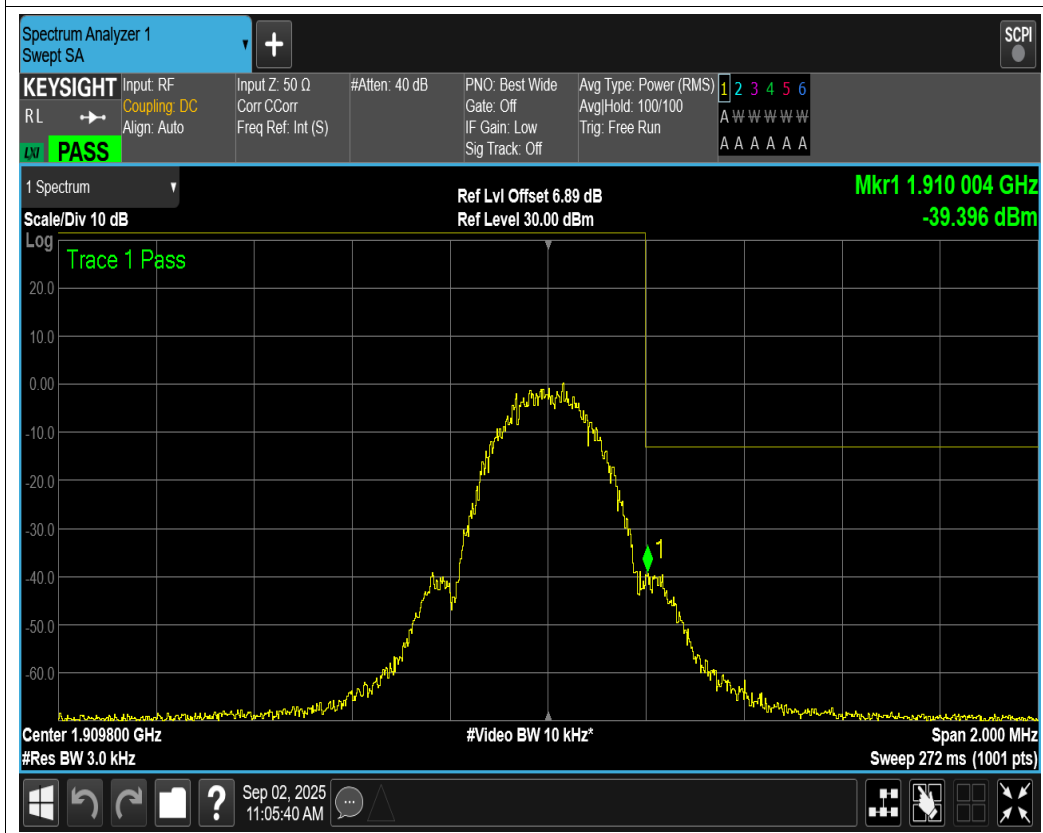 Spectrum Analyzer 1
Swept SA
+
SCPI
KEYSIGHT
R L
LXI PASS
Input: RF
Coupling: DC
Align: Auto
Input Z: 50 Ω
Corr CCorr
Freq Ref: Int (S)
#Atten: 40 dB
PNO: Best Wide
Gate: Off
IF Gain: Low
Sig Track: Off
Avg Type: Power (RMS)
Avg|Hold: 100/100
Trig: Free Run
1 2 3 4 5 6
A W W W W W
A A A A A A
1 Spectrum
Scale/Div 10 dB
Ref Lvl Offset 6.89 dB
Ref Level 30.00 dBm
Mkr1 1.910 004 GHz
-39.396 dBm
Log
Trace 1 Pass
20.0
10.0
0.00
-10.0
-20.0
-30.0
1
-40.0
-50.0
-60.0
Center 1.909800 GHz
#Video BW 10 kHz*
Span 2.000 MHz
#Res BW 3.0 kHz
Sweep 272 ms (1001 pts)
?
Sep 02, 2025
11:05:40 AM